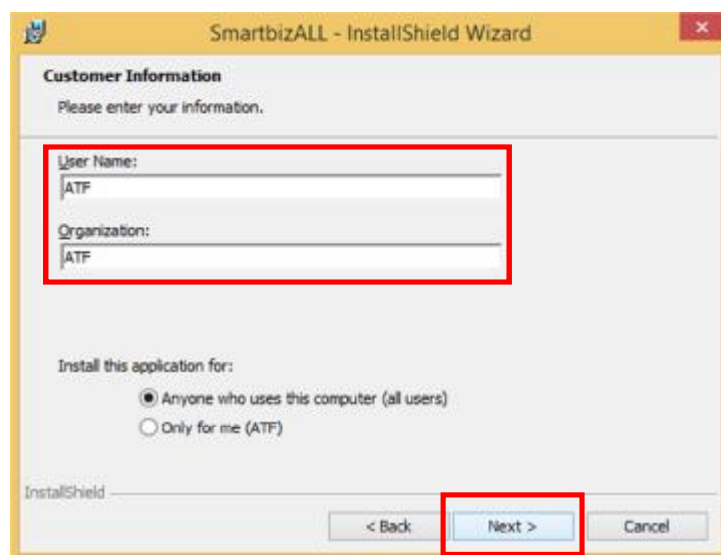 SmartbizALL - InstallShield Wizard
Customer Information
Please enter your information.
User Name:
ATF
Organization:
ATF
Install this application for:
Anyone who uses this computer (all users)
Only for me (ATF)
InstallShield
< Back Next > Cancel